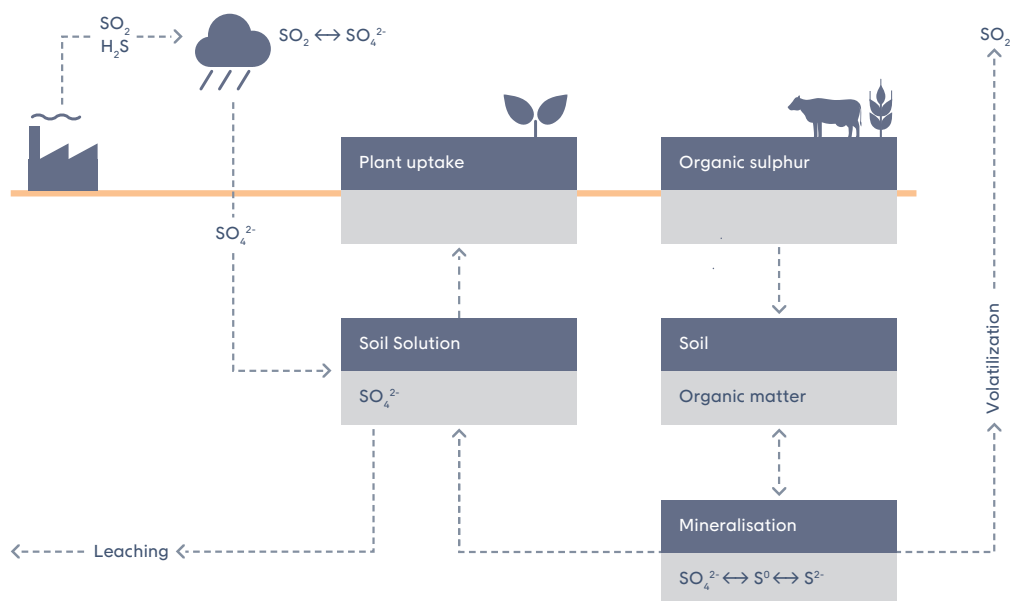 SO₂
H₂S
SO₂ ↔ SO₄²⁻
SO₂
Plant uptake
Organic sulphur
SO₄²⁻
Soil Solution
SO₄²⁻
Soil
Organic matter
Volatilization
Leaching
Mineralisation
SO₄²⁻ ↔ S⁰ ↔ S²⁻